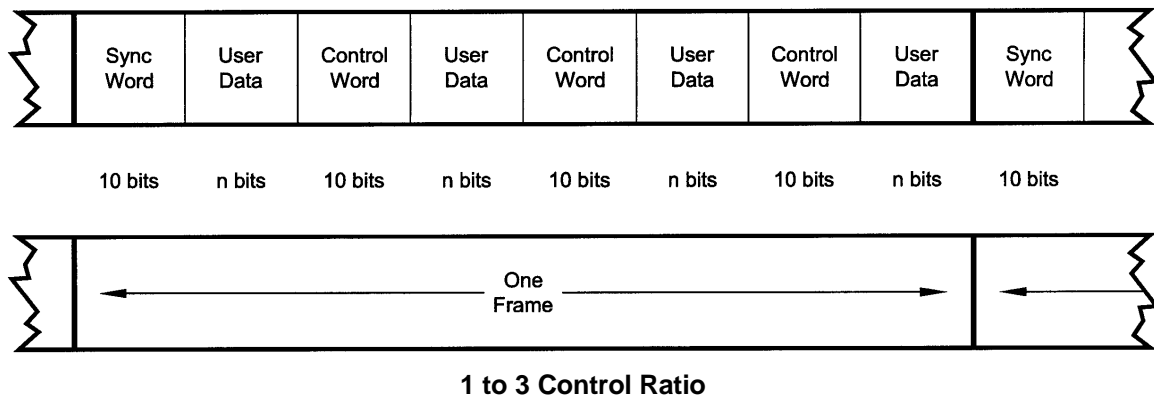 Sync Word
User Data
Control Word
User Data
Control Word
User Data
Control Word
User Data
Sync Word
10 bits n bits 10 bits n bits 10 bits n bits 10 bits n bits 10 bits
One
Frame
1 to 3 Control Ratio